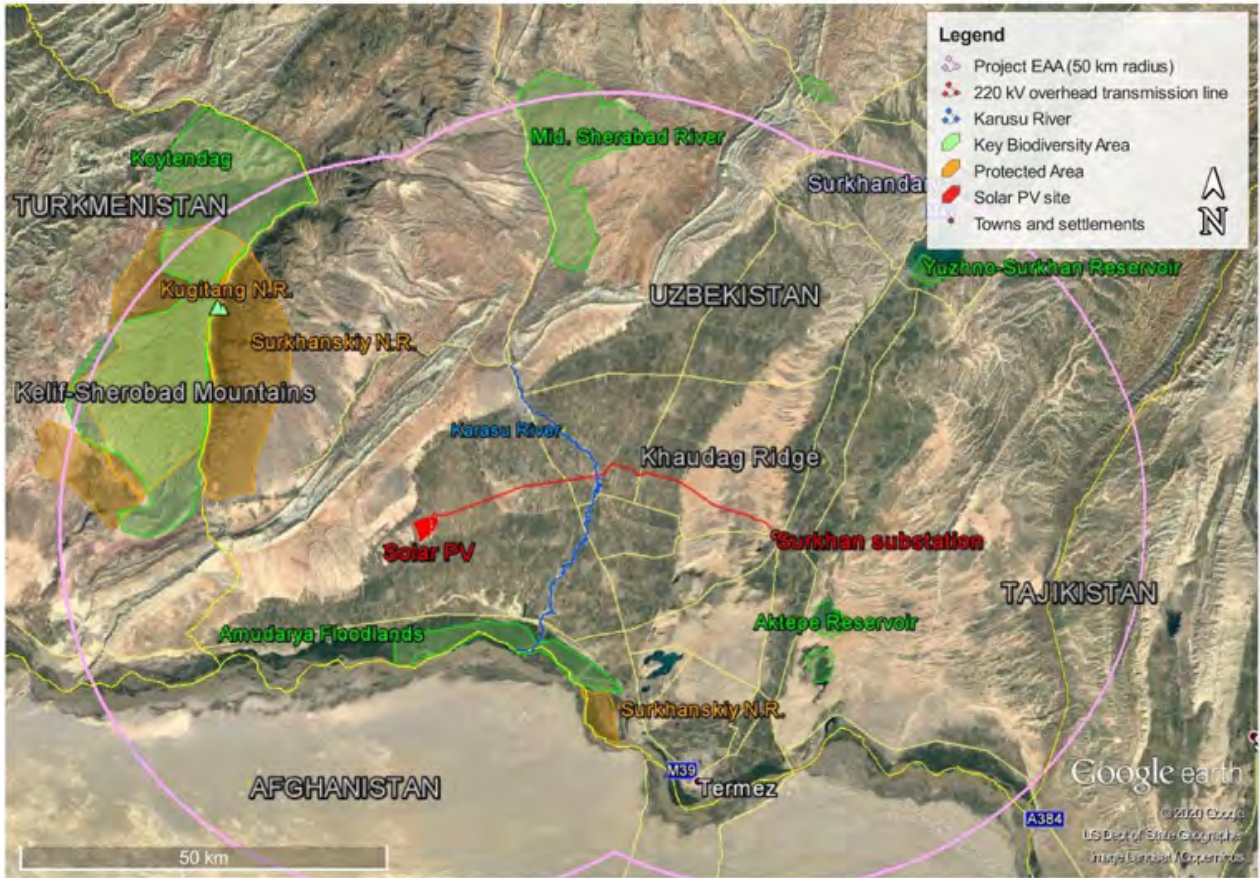 Legend
Project EAA (50 km radius)
220 kV overhead transmission line
Karusu River
Key Biodiversity Area
Protected Area
Solar PV site
Towns and settlements
N
Koytendag
Mid. Sherabad River
TURKMENISTAN
Surkhandar
Yuzhno-Surkhan Reservoir
Kugitang N.R.
UZBEKISTAN
Surkhanskiy N.R.
Kelif-Sherobad Mountains
Karasu River
Khaudag Ridge
Solar PV
Surkhan substation
TAJIKISTAN
Amudarya Floodlands
Aktepe Reservoir
Surkhanskiy N.R.
M39
Termez
AFGHANISTAN
Google earth
A384
© 2020 Google
US Dept of State Geographer
Image Landsat / Copernicus
50 km